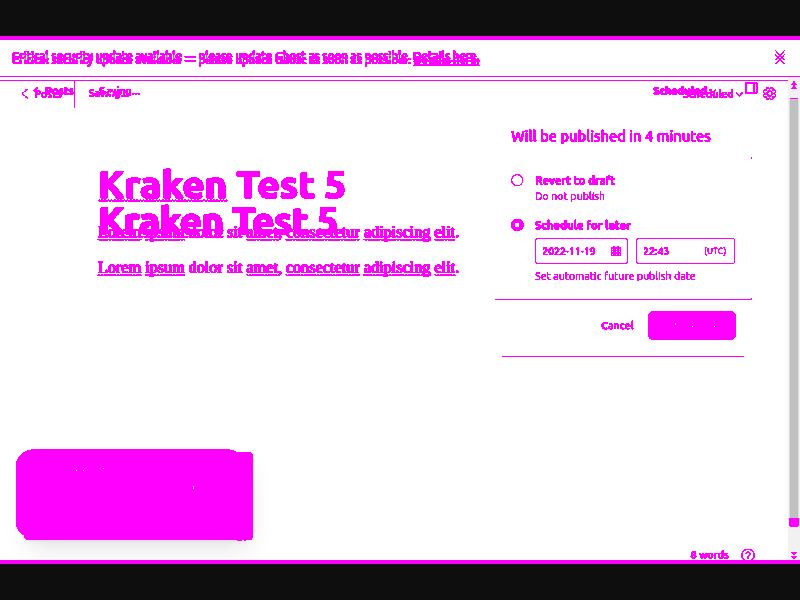 Critical security update available — please update Ghost as soon as possible. Details here.
Posts
Saving...
Scheduled
Scheduled
Will be published in 4 minutes
Revert to draft
Do not publish
Schedule for later
2022-11-19 22:43 (UTC)
Set automatic future publish date
Cancel
Kraken Test 5
Kraken Test 5
Lorem ipsum dolor sit amet, consectetur adipiscing elit.
Lorem ipsum dolor sit amet, consectetur adipiscing elit.
8 words